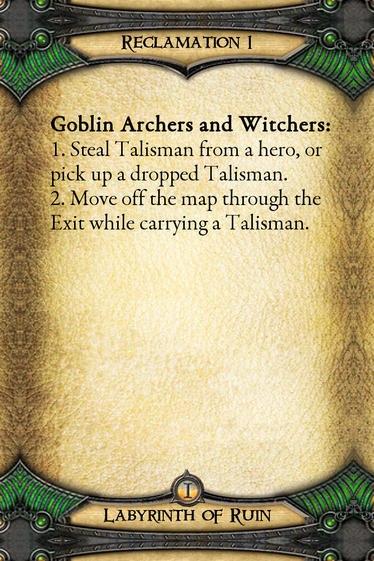 Reclamation 1
Goblin Archers and Witchers:
1. Steal Talisman from a hero, or
pick up a dropped Talisman.
2. Move off the map through the
Exit while carrying a Talisman.
I
Labyrinth of Ruin